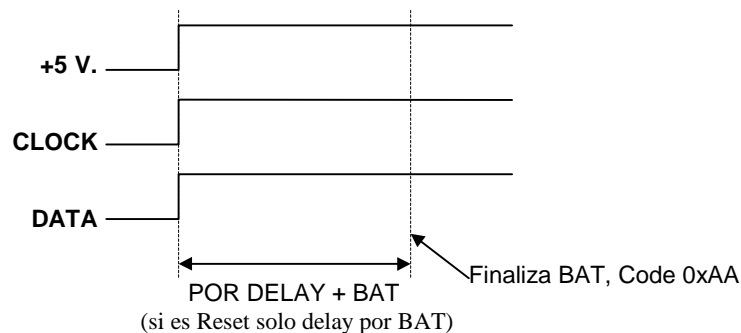 +5 V.
CLOCK
DATA
Finaliza BAT, Code 0xAA
POR DELAY + BAT
(si es Reset solo delay por BAT)